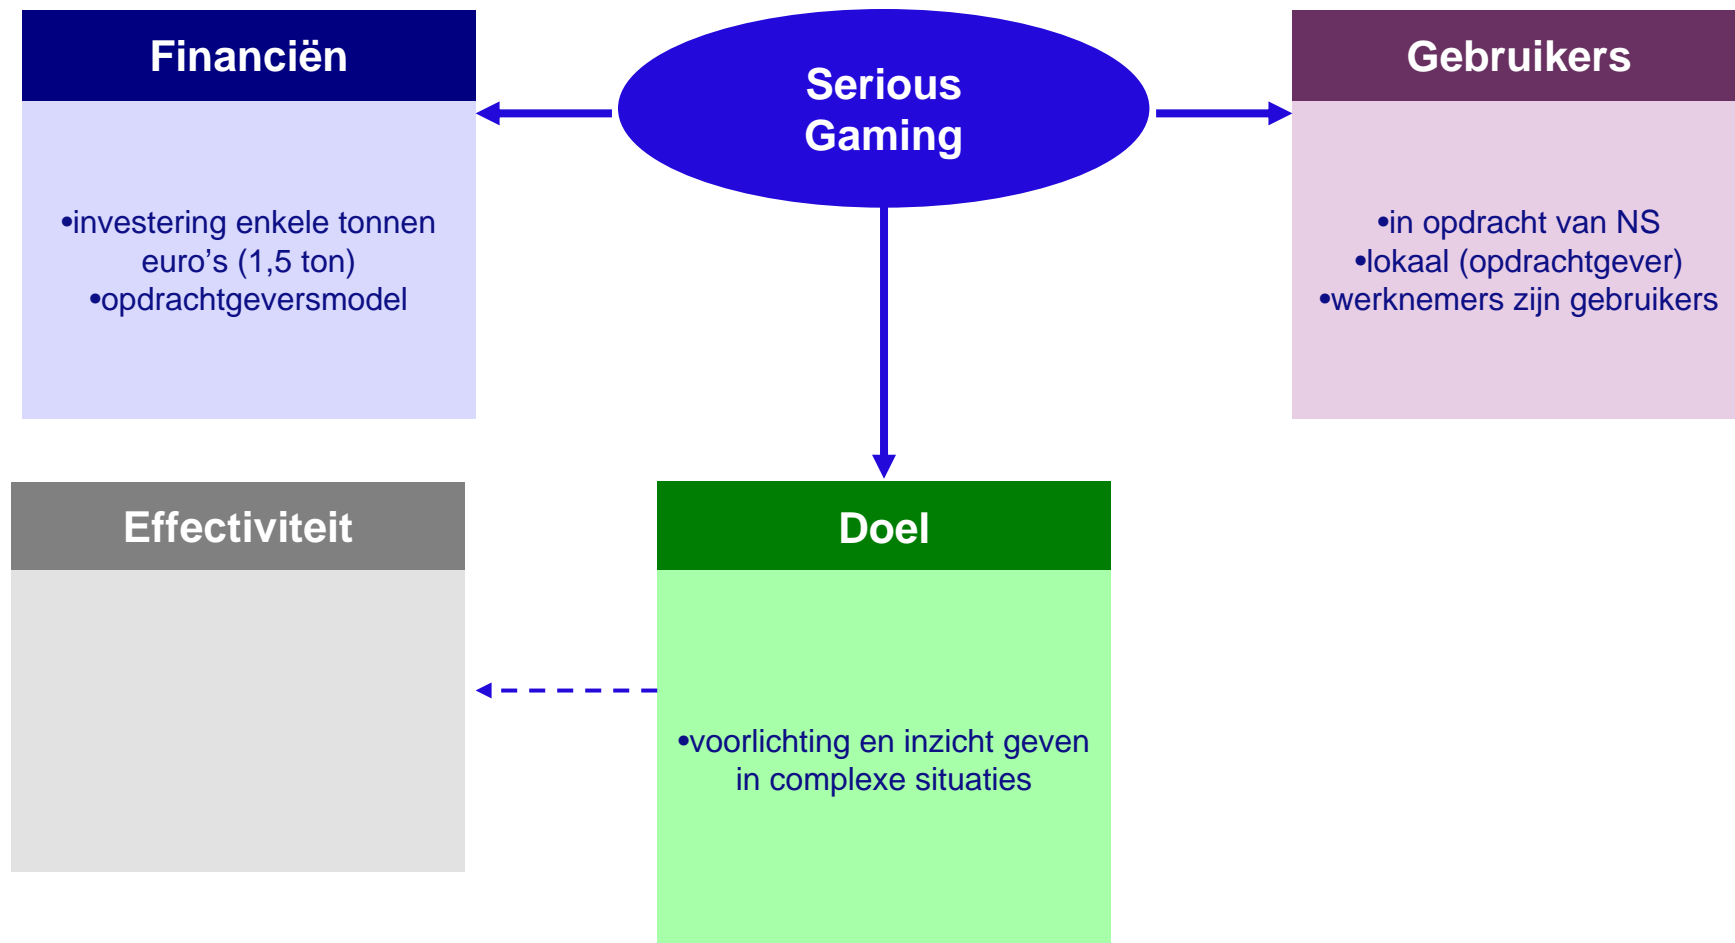 Financiën
•investering enkele tonnen
euro’s (1,5 ton)
•opdrachtgeversmodel
Serious
Gaming
Gebruikers
•in opdracht van NS
•lokaal (opdrachtgever)
•werknemers zijn gebruikers
Effectiviteit
Doel
•voorlichting en inzicht geven
in complexe situaties